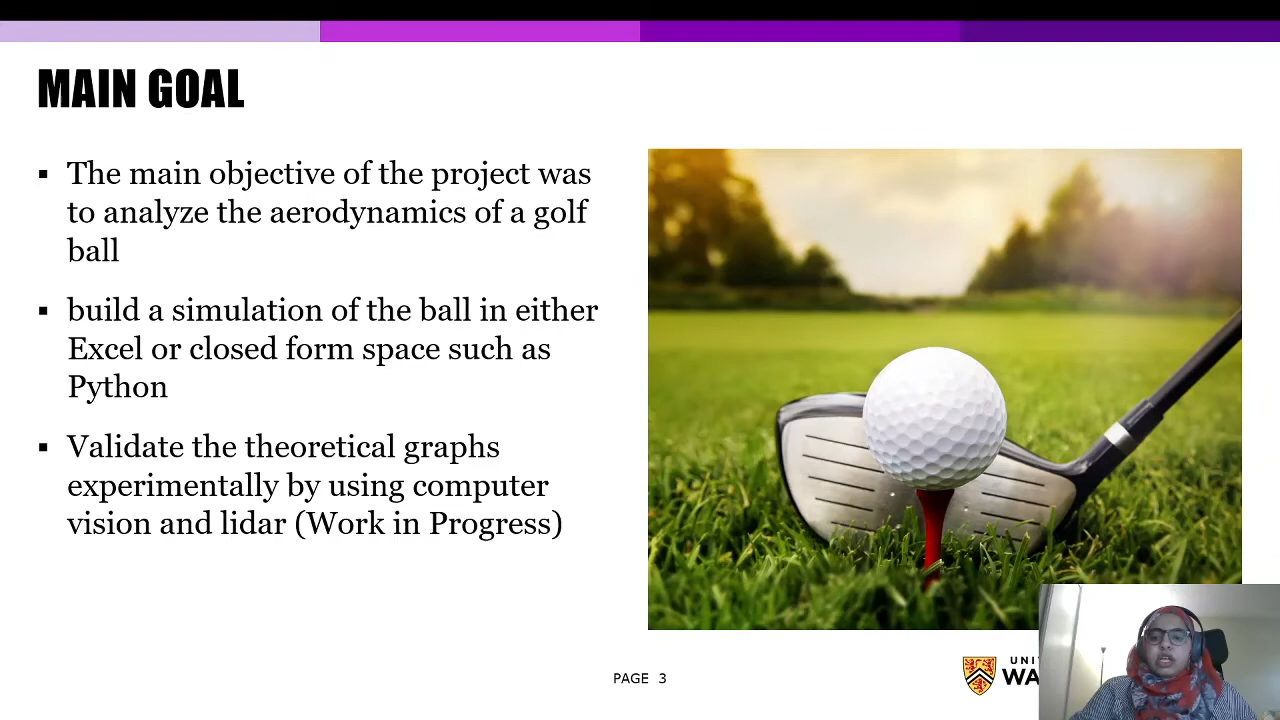 MAIN GOAL
▪ The main objective of the project was
to analyze the aerodynamics of a golf
ball
▪ build a simulation of the ball in either
Excel or closed form space such as
Python
▪ Validate the theoretical graphs
experimentally by using computer
vision and lidar (Work in Progress)
PAGE 3